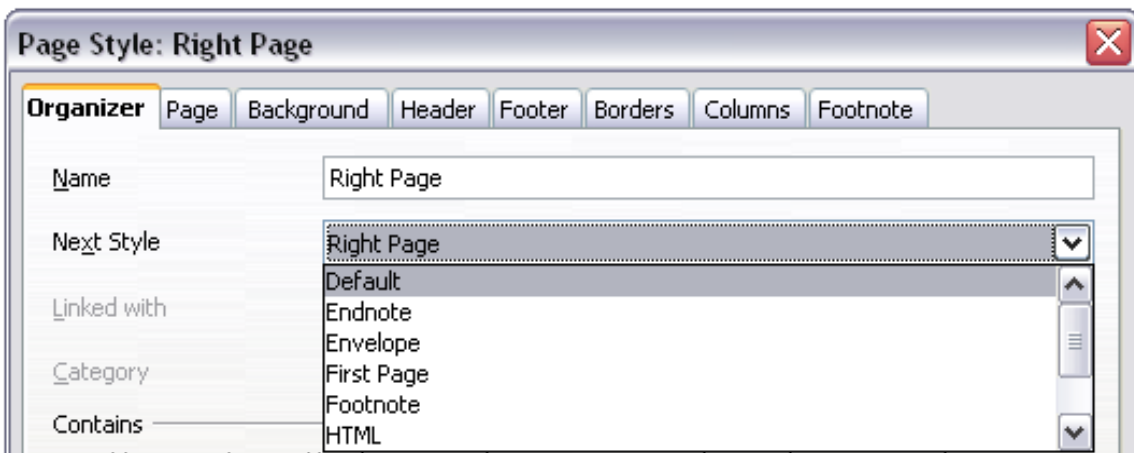 Page Style: Right Page
Organizer Page Background Header Footer Borders Columns Footnote
Name Right Page
Next Style Right Page
Default
Linked with Endnote
Envelope
Category First Page
Footnote
Contains HTML